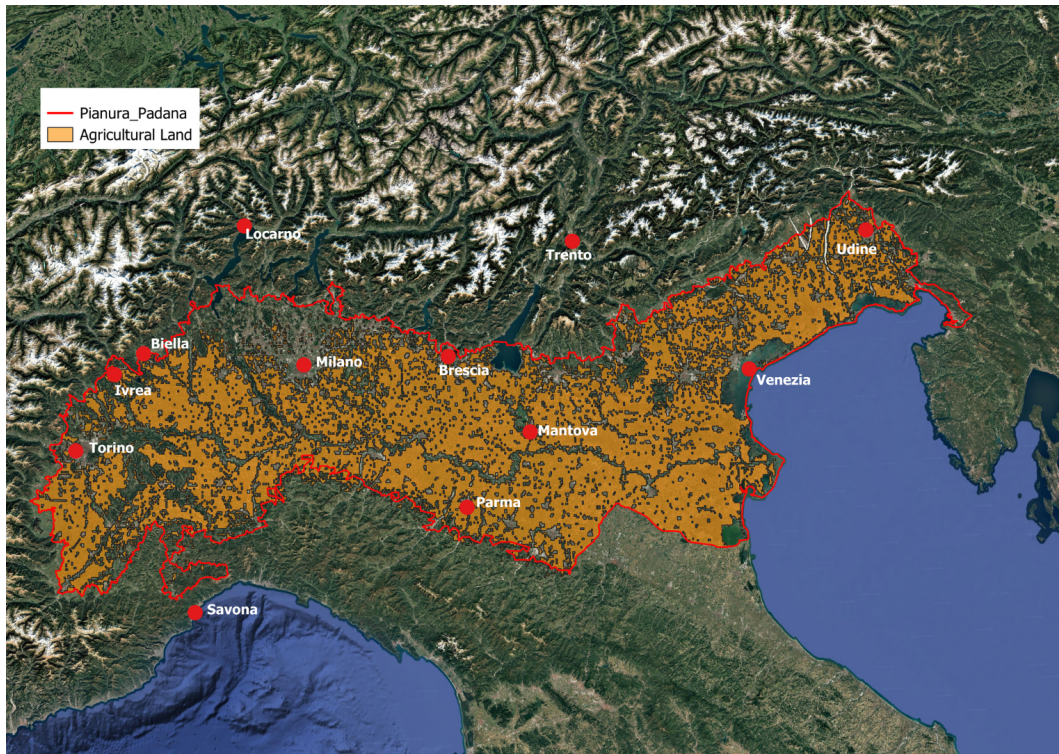 Pianura_Padana
Agricultural Land
Locarno
Trento
Udine
Biella
Ivrea
Milano
Brescia
Venezia
Torino
Mantova
Parma
Savona